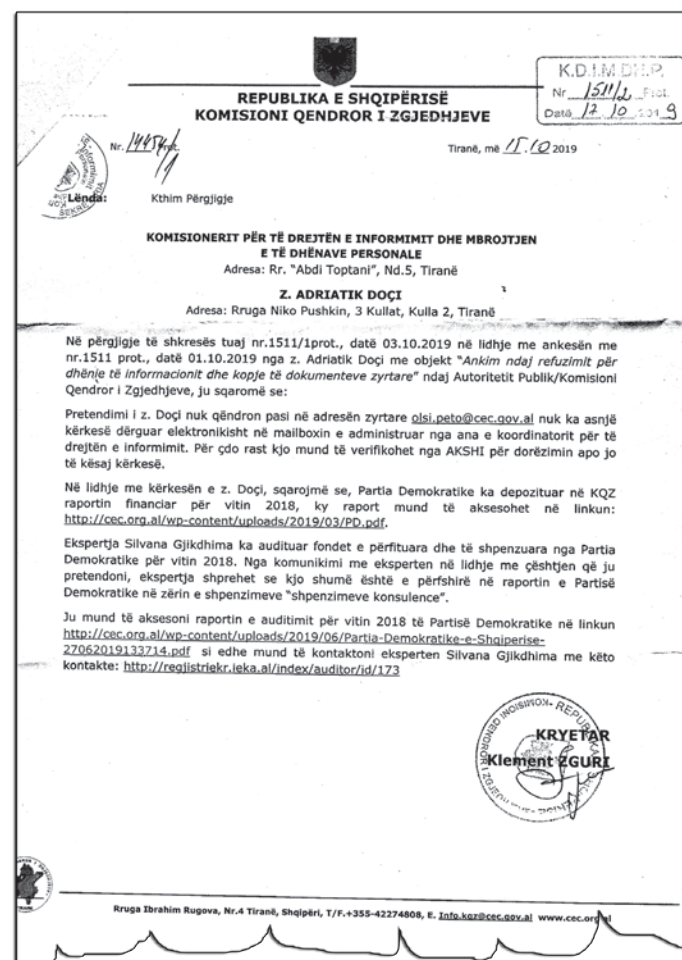 K.D.I.M.DH.P.
Nr 1511/2 Prot.
Datë 17 10 2019
REPUBLIKA E SHQIPËRISË
KOMISIONI QENDROR I ZGJEDHJEVE
Nr. 14454/1 prot.
Tiranë, më 15.10 2019
Lënda: Kthim Përgjigje
KOMISIONERIT PËR TË DREJTËN E INFORMIMIT DHE MBROJTJEN
E TË DHËNAVE PERSONALE
Adresa: Rr. "Abdi Toptani", Nd.5, Tiranë
Z. ADRIATIK DOÇI
Adresa: Rruga Niko Pushkin, 3 Kullat, Kulla 2, Tiranë
Në përgjigje të shkresës tuaj nr.1511/1prot., datë 03.10.2019 në lidhje me ankesën me
nr.1511 prot., datë 01.10.2019 nga z. Adriatik Doçi me objekt "Ankim ndaj refuzimit për
dhënie të informacionit dhe kopje të dokumenteve zyrtare" ndaj Autoritetit Publik/Komisioni
Qendror i Zgjedhjeve, ju sqarojmë se:
Pretendimi i z. Doçi nuk qëndron pasi në adresën zyrtare olsi.peto@cec.gov.al nuk ka asnjë
kërkesë dërguar elektronikisht në mailboxin e administruar nga ana e koordinatorit për të
drejtën e informimit. Për çdo rast kjo mund të verifikohet nga AKSHI për dorëzimin apo jo
të kësaj kërkesë.
Në lidhje me kërkesën e z. Doçi, sqarojmë se, Partia Demokratike ka depozituar në KQZ
raportin financiar për vitin 2018, ky raport mund të aksesohet në linkun:
http://cec.org.al/wp-content/uploads/2019/03/PD.pdf.
Ekspertja Silvana Gjikdhima ka audituar fondet e përfituara dhe të shpenzuara nga Partia
Demokratike për vitin 2018. Nga komunikimi me eksperten në lidhje me çështjen që ju
pretendoni, ekspertja shprehet se kjo shumë është e përfshirë në raportin e Partisë
Demokratike në zërin e shpenzimeve "shpenzime konsulence".
Ju mund të aksesoni raportin e auditimit për vitin 2018 të Partisë Demokratike në linkun
http://cec.org.al/wp-content/uploads/2019/06/Partia-Demokratike-e-Shqiperise-
27062019133714.pdf si edhe mund të kontaktoni eksperten Silvana Gjikdhima me këto
kontakte: http://regjistriekr.ieka.al/index/auditor/id/173
KRYETAR
Klement ZGURI
Rruga Ibrahim Rugova, Nr.4 Tiranë, Shqipëri, T/F.+355-42274808, E. Info.kqz@cec.gov.al www.cec.org.al